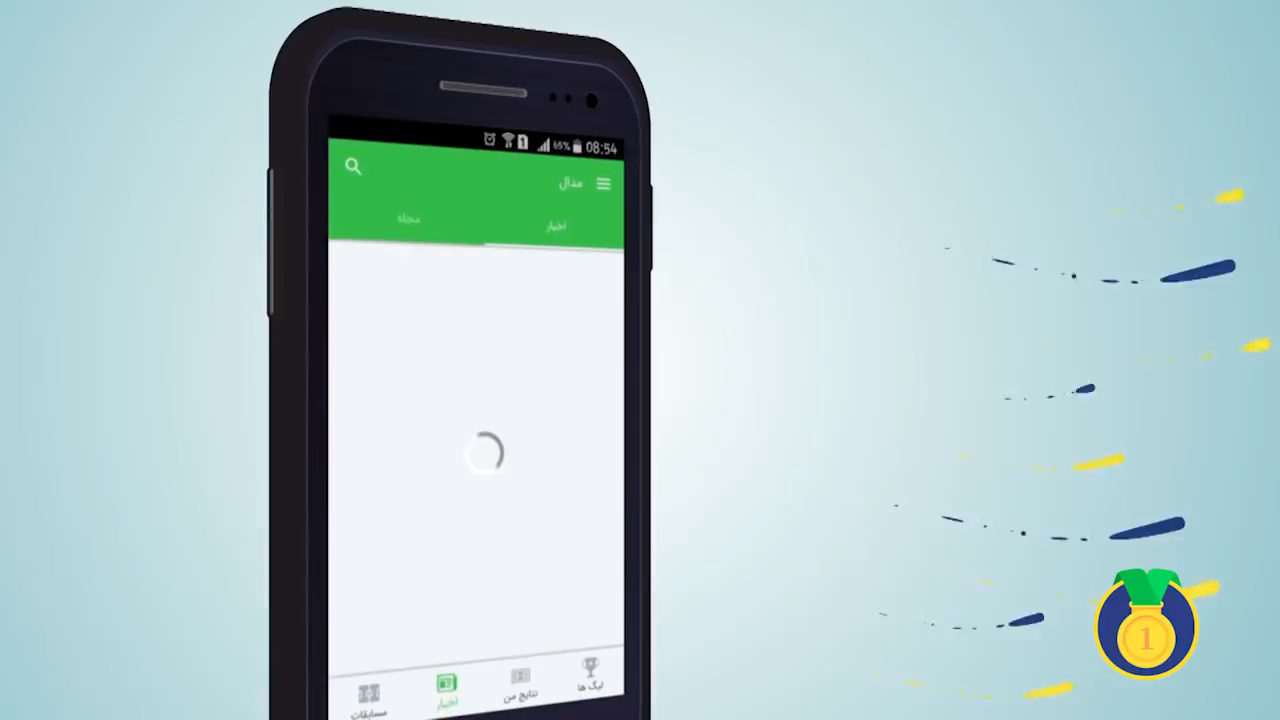 65% 08:54
مدال
اخبار
مجله
لیگ ها
نتایج من
اخبار
مسابقات
1